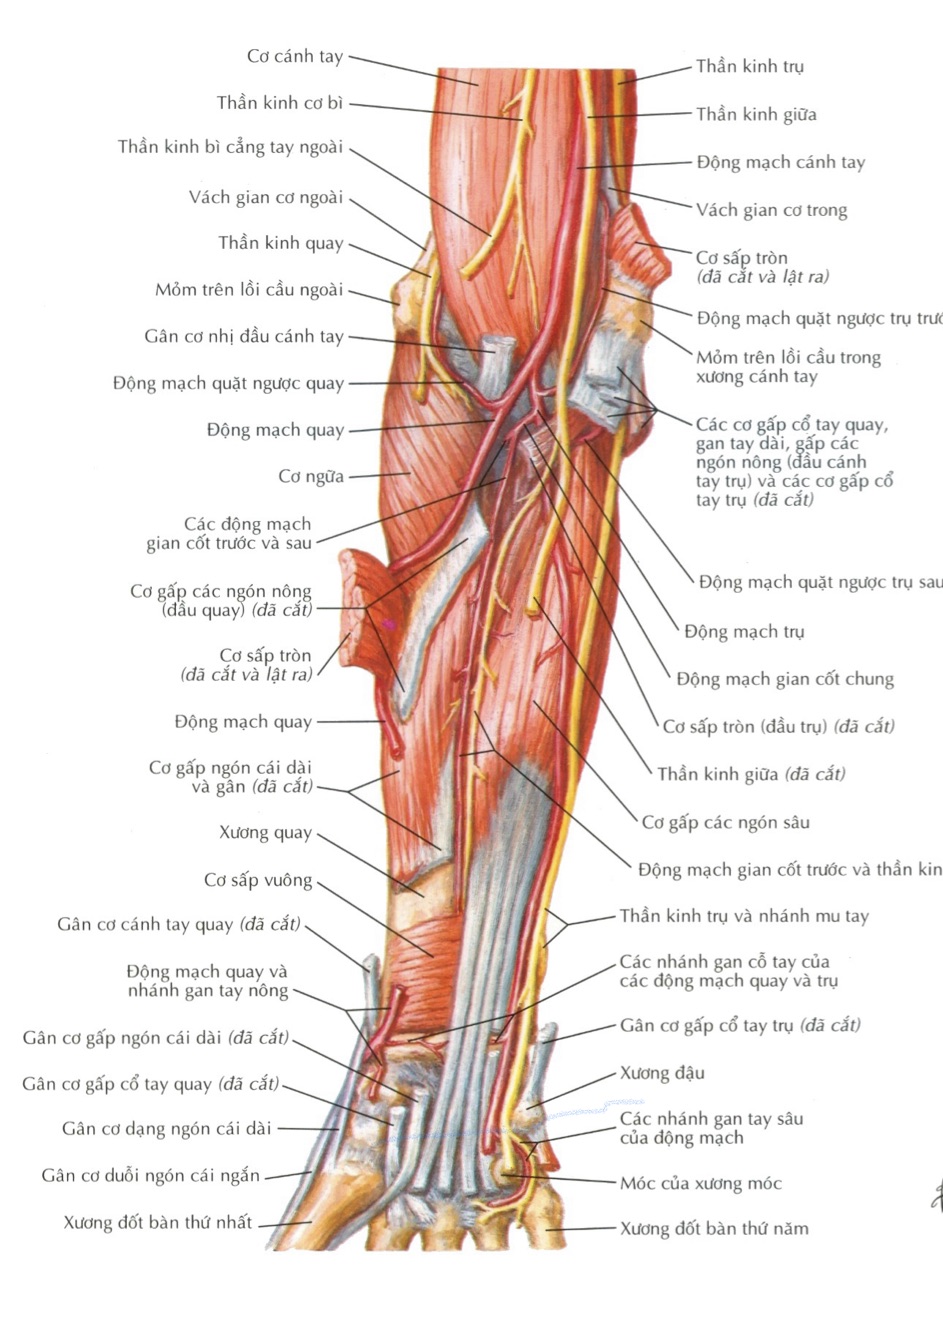 Cơ cánh tay
Thần kinh cơ bì
Thần kinh bì cẳng tay ngoài
Vách gian cơ ngoài
Thần kinh quay
Mỏm trên lồi cầu ngoài
Gân cơ nhị đầu cánh tay
Động mạch quặt ngược quay
Động mạch quay
Cơ ngữa
Các động mạch
gian cốt trước và sau
Cơ gấp các ngón nông
(đầu quay) (đã cắt)
Cơ sấp tròn
(đã cắt và lật ra)
Động mạch quay
Cơ gấp ngón cái dài
và gân (đã cắt)
Xương quay
Cơ sấp vuông
Gân cơ cánh tay quay (đã cắt)
Động mạch quay và
nhánh gan tay nông
Gân cơ gấp ngón cái dài (đã cắt)
Gân cơ gấp cổ tay quay (đã cắt)
Gân cơ dạng ngón cái dài
Gân cơ duỗi ngón cái ngắn
Xương đốt bàn thứ nhất
Thần kinh trụ
Thần kinh giữa
Động mạch cánh tay
Vách gian cơ trong
Cơ sấp tròn
(đã cắt và lật ra)
Động mạch quặt ngược trụ
Mỏm trên lồi cầu trong
xương cánh tay
Các cơ gấp cổ tay quay,
gan tay dài, gấp các
ngón nông (đầu cánh
tay trụ) và các cơ gấp cổ
tay trụ (đã cắt)
Động mạch quặt ngược trụ sau
Động mạch trụ
Động mạch gian cốt chung
Cơ sấp tròn (đầu trụ) (đã cắt)
Thần kinh giữa (đã cắt)
Cơ gấp các ngón sâu
Động mạch gian cốt trước và thần
Thần kinh trụ và nhánh mu tay
Các nhánh gan cỗ tay của
các động mạch quay và trụ
Gân cơ gấp cổ tay trụ (đã cắt)
Xương đậu
Các nhánh gan tay sâu
của động mạch
Móc của xương móc
Xương đốt bàn thứ năm